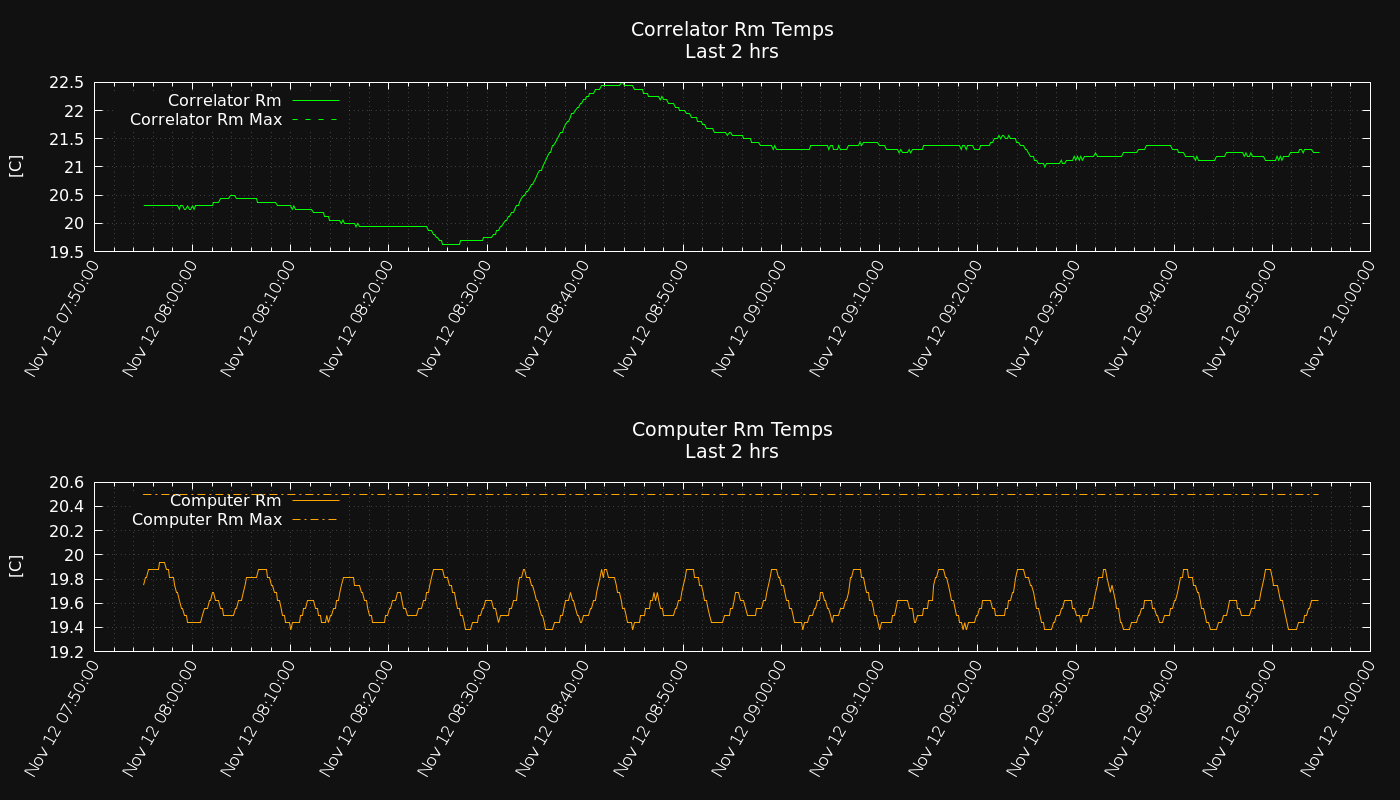 Correlator Rm Temps
Last 2 hrs
22.5
22
21.5
21
20.5
20
19.5
[C]
Correlator Rm
Correlator Rm Max
Nov 12 07:50:00
Nov 12 08:00:00
Nov 12 08:10:00
Nov 12 08:20:00
Nov 12 08:30:00
Nov 12 08:40:00
Nov 12 08:50:00
Nov 12 09:00:00
Nov 12 09:10:00
Nov 12 09:20:00
Nov 12 09:30:00
Nov 12 09:40:00
Nov 12 09:50:00
Nov 12 10:00:00
Computer Rm Temps
Last 2 hrs
20.6
20.4
20.2
20
19.8
19.6
19.4
19.2
[C]
Computer Rm
Computer Rm Max
Nov 12 07:50:00
Nov 12 08:00:00
Nov 12 08:10:00
Nov 12 08:20:00
Nov 12 08:30:00
Nov 12 08:40:00
Nov 12 08:50:00
Nov 12 09:00:00
Nov 12 09:10:00
Nov 12 09:20:00
Nov 12 09:30:00
Nov 12 09:40:00
Nov 12 09:50:00
Nov 12 10:00:00